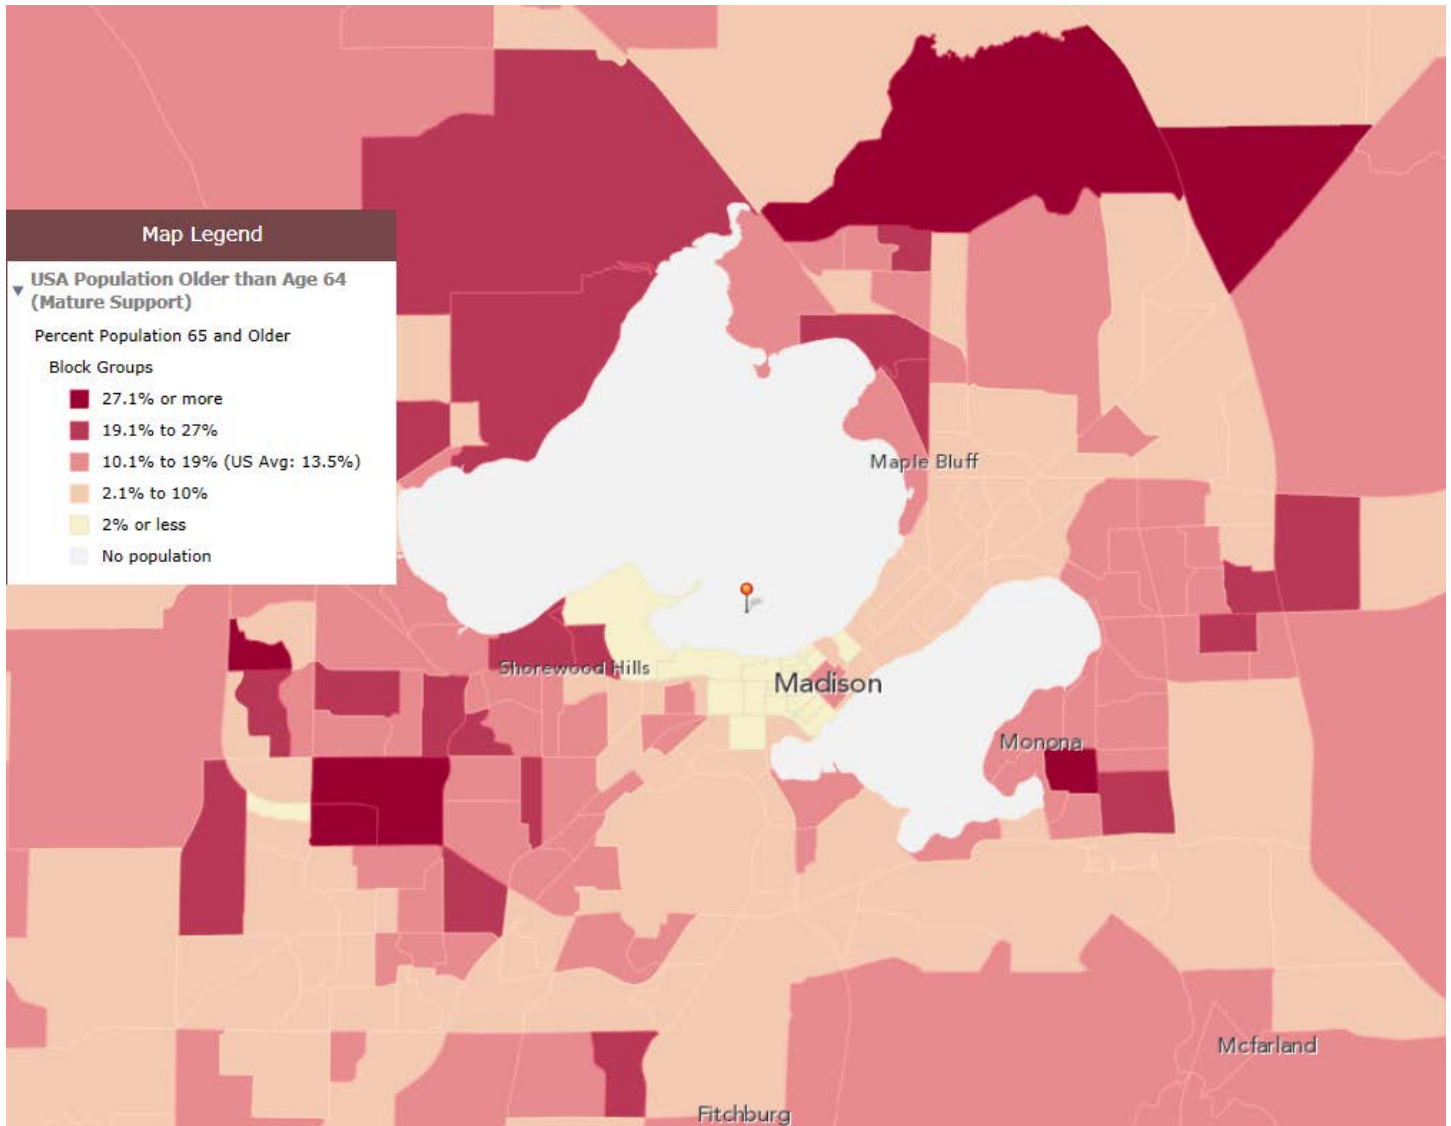 Map Legend
USA Population Older than Age 64
(Mature Support)
Percent Population 65 and Older
Block Groups
27.1% or more
19.1% to 27%
10.1% to 19% (US Avg: 13.5%)
2.1% to 10%
2% or less
No population
Maple Bluff
Shorewood Hills
Madison
Monona
Mcfarland
Fitchburg